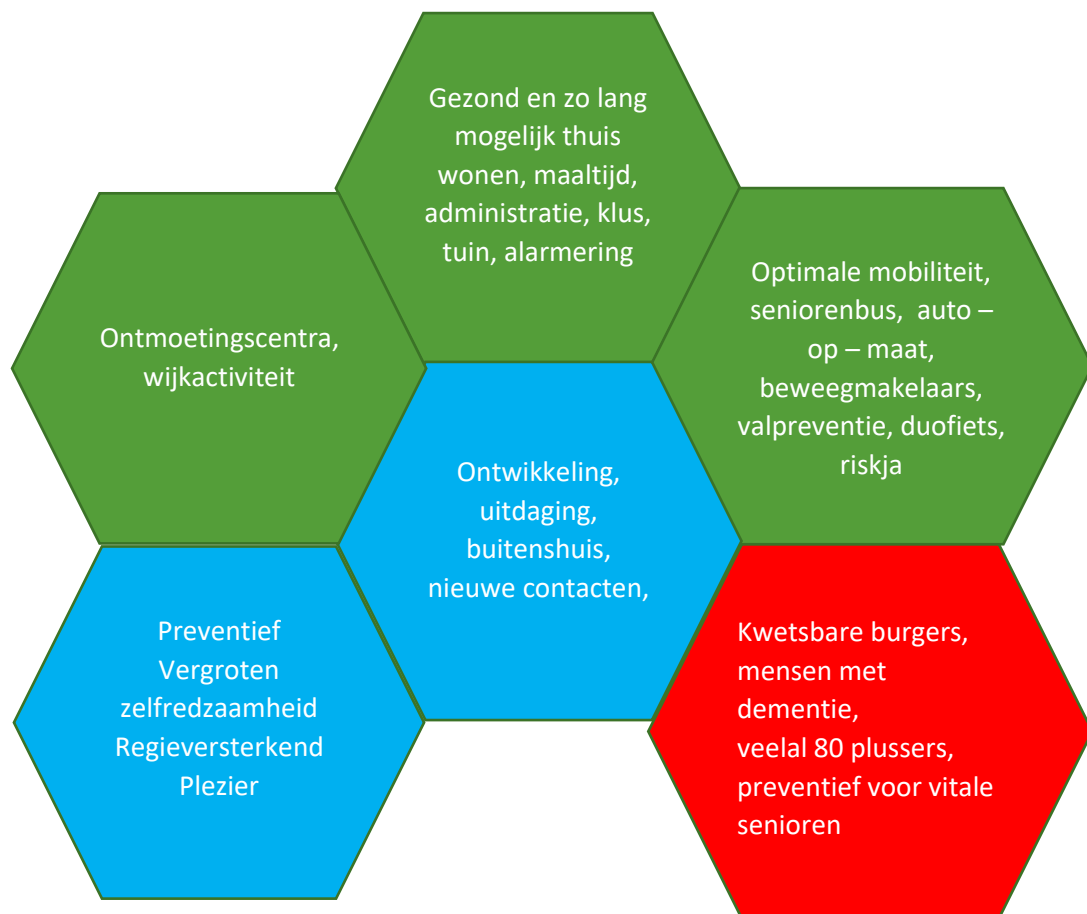 Gezond en zo lang
mogelijk thuis
wonen, maaltijd,
administratie, klus,
tuin, alarmering
Ontmoetingscentra,
wijkactiviteit
Optimale mobiliteit,
seniorenbus, auto –
op – maat,
beweegmakelaars,
valpreventie, duofiets,
riskja
Ontwikkeling,
uitdaging,
buitenshuis,
nieuwe contacten,
Preventief
Vergroten
zelfredzaamheid
Regieversterkend
Plezier
Kwetsbare burgers,
mensen met
dementie,
veelal 80 plussers,
preventief voor vitale
senioren